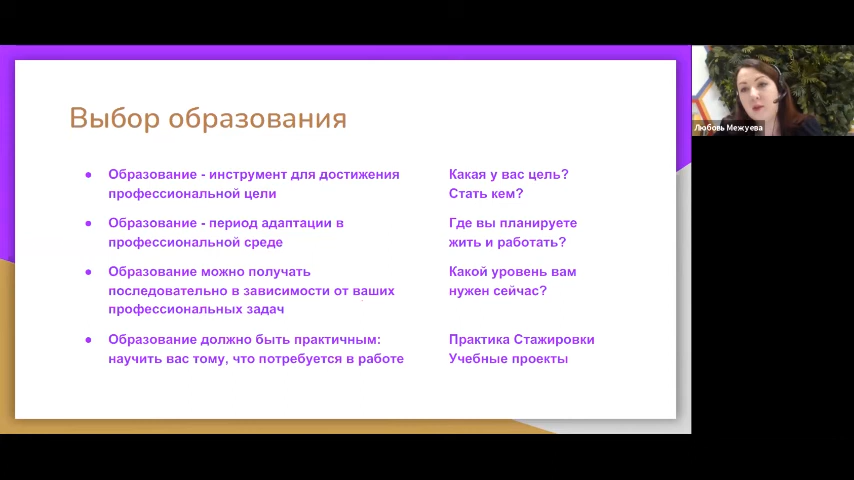 Выбор образования
Образование - инструмент для достижения
профессиональной цели
Какая у вас цель?
Стать кем?
Образование - период адаптации в
профессиональной среде
Где вы планируете
жить и работать?
Образование можно получать
последовательно в зависимости от ваших
профессиональных задач
Какой уровень вам
нужен сейчас?
Образование должно быть практичным:
научить вас тому, что потребуется в работе
Практика Стажировки
Учебные проекты
Любовь Межуева